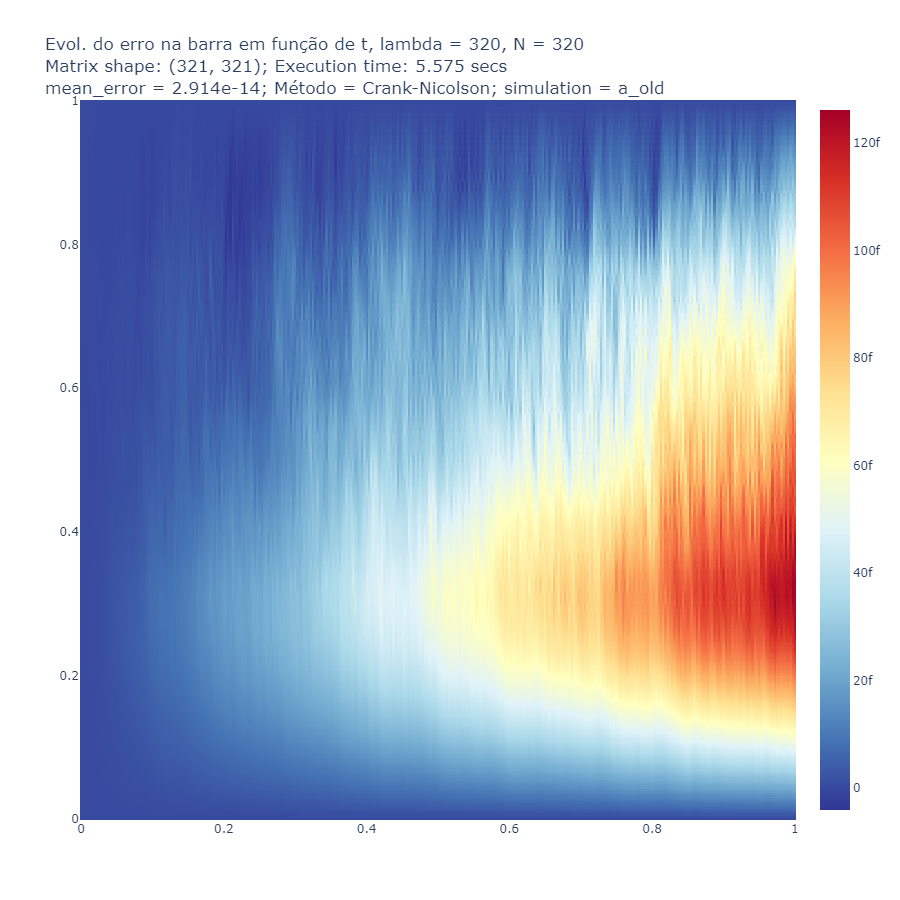 Evol. do erro na barra em função de t, lambda = 320, N = 320
Matrix shape: (321, 321); Execution time: 5.575 secs
mean_error = 2.914e-14; Método = Crank-Nicolson; simulation = a_old
1
0.8
0.6
0.4
0.2
0
0 0.2 0.4 0.6 0.8 1
120f
100f
80f
60f
40f
20f
0